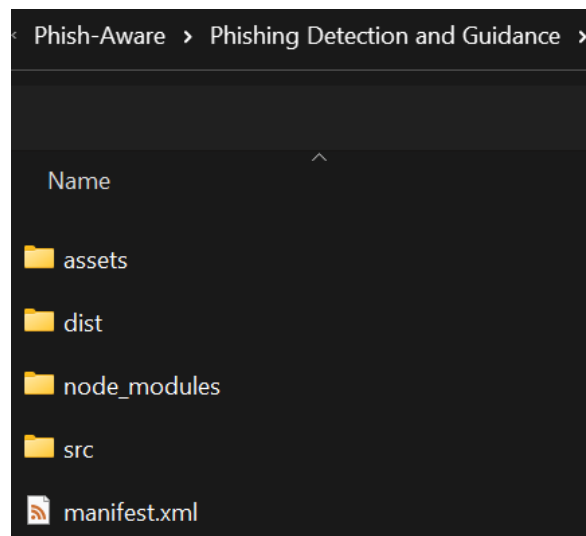 Phish-Aware > Phishing Detection and Guidance >
Name
assets
dist
node_modules
src
manifest.xml